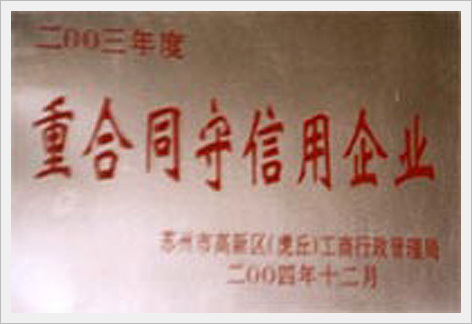 二00三年度
重合同守信用企业
苏州市高新区(虎丘)工商行政管理局
二00四年十二月